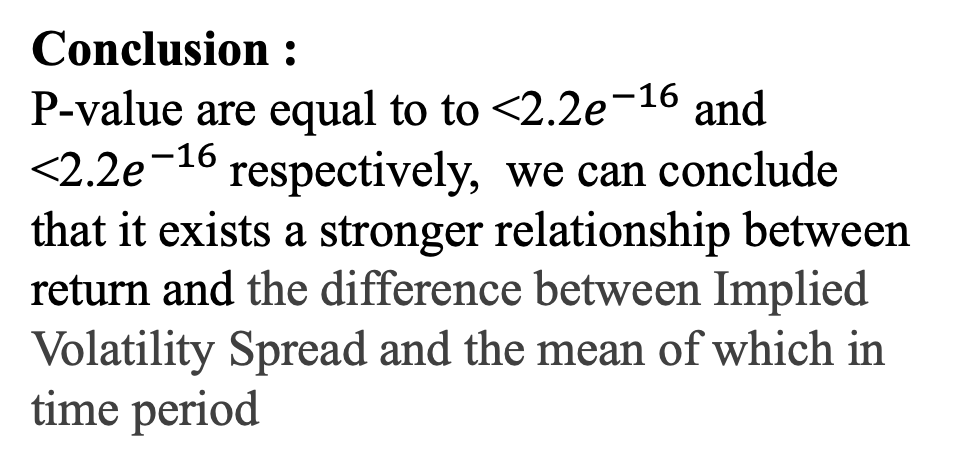 Conclusion :
P-value are equal to to <2.2e⁻¹⁶ and
<2.2e⁻¹⁶ respectively,  we can conclude
that it exists a stronger relationship between
return and the difference between Implied
Volatility Spread and the mean of which in
time period